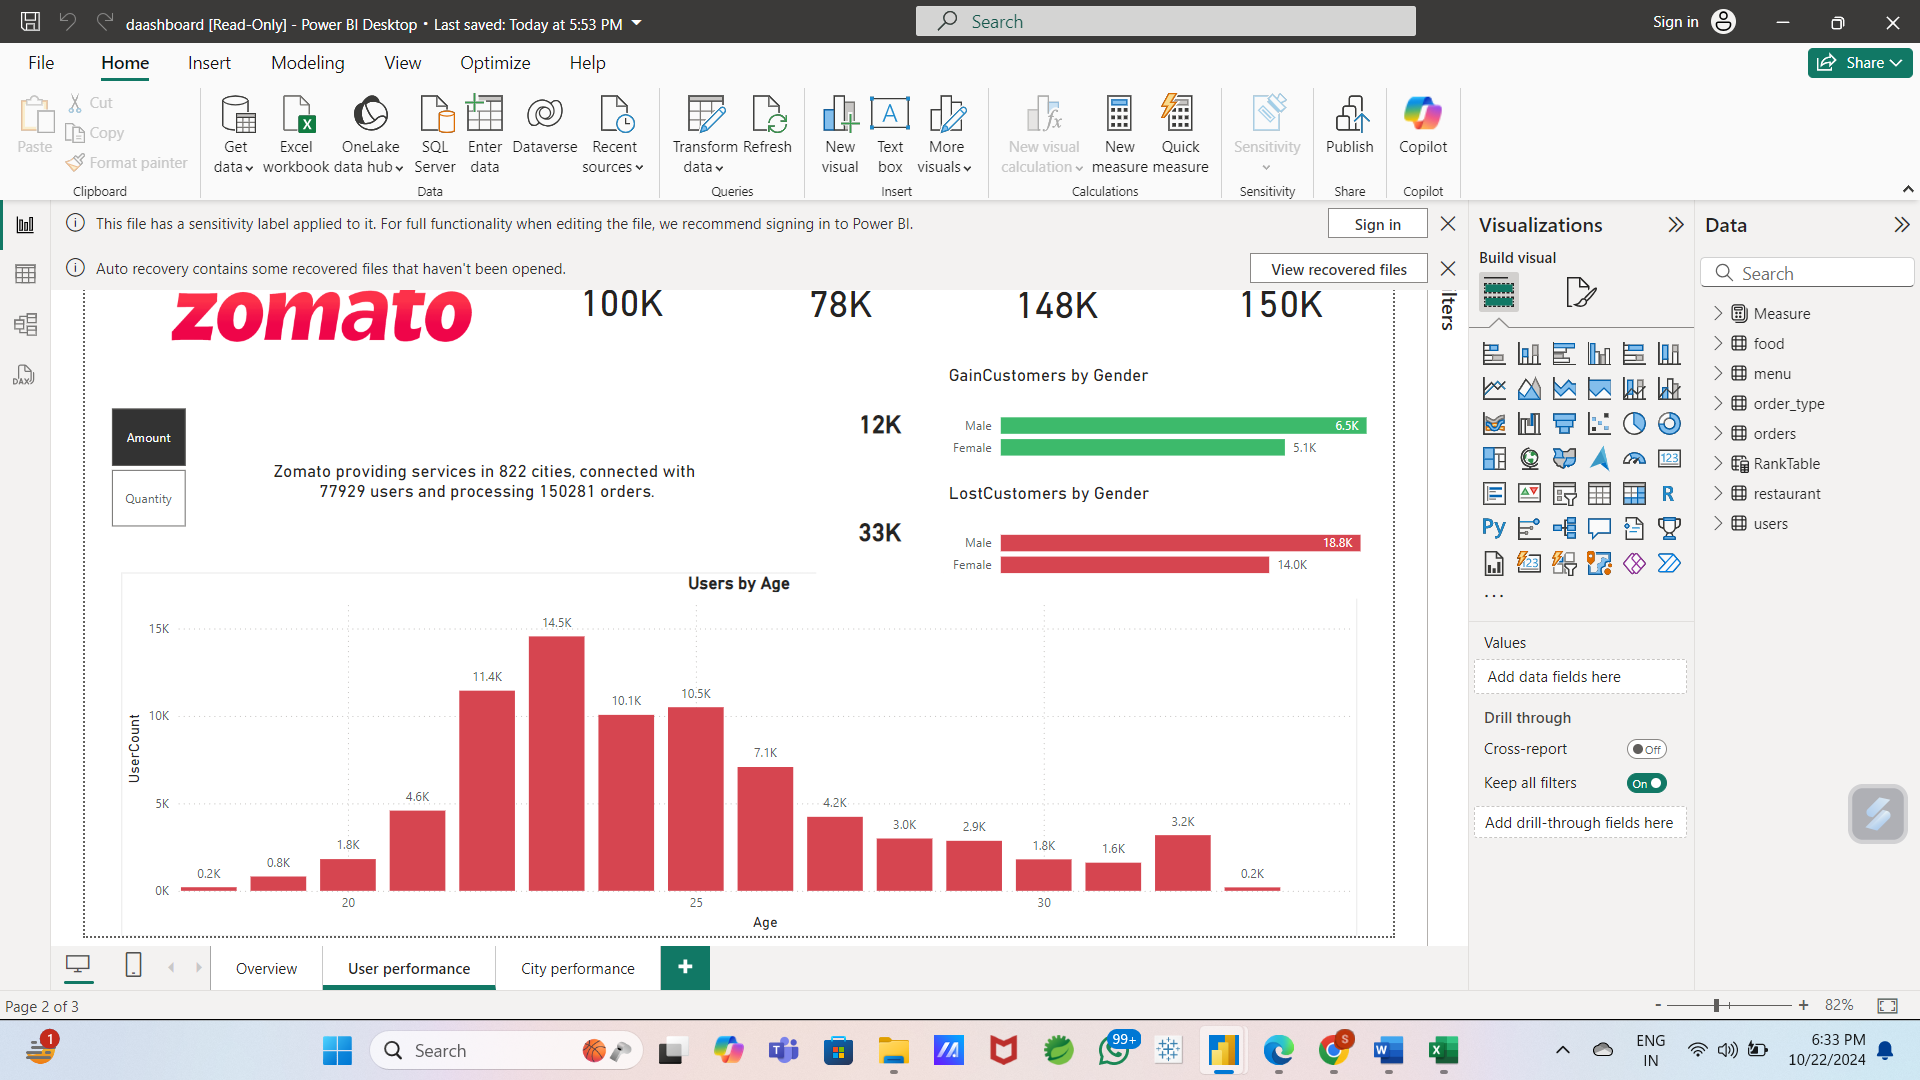 daashboard [Read-Only] - Power BI Desktop • Last saved: Today at 5:53 PM
Search
Sign in
File Home Insert Modeling View Optimize Help
Share
Paste
Cut
Copy
Format painter
Clipboard
Get data
Excel workbook
OneLake data hub
SQL Server
Enter data
Dataverse
Recent sources
Data
Transform data
Refresh
Queries
New visual
Text box
More visuals
Insert
New visual calculation
New measure
Quick measure
Calculations
Sensitivity
Sensitivity
Publish
Share
Copilot
Copilot
This file has a sensitivity label applied to it. For full functionality when editing the file, we recommend signing in to Power BI.
Sign in
Auto recovery contains some recovered files that haven't been opened.
View recovered files
zomato
100K 78K 148K 150K
Amount
Quantity
Zomato providing services in 822 cities, connected with
77929 users and processing 150281 orders.
GainCustomers by Gender
12K
Male 6.5K
Female 5.1K
LostCustomers by Gender
33K
Male 18.8K
Female 14.0K
Users by Age
UserCount
15K
10K
5K
0K
0.2K 0.8K 1.8K 4.6K 11.4K 14.5K 10.1K 10.5K 7.1K 4.2K 3.0K 2.9K 1.8K 1.6K 3.2K 0.2K
20 25 30
Age
Visualizations
Build visual
123
R
Py
123
...
Values
Add data fields here
Drill through
Cross-report Off
Keep all filters On
Add drill-through fields here
Data
Search
Measure
food
menu
order_type
orders
RankTable
restaurant
users
DAX
Overview User performance City performance +
Page 2 of 3
- + 82%
1
Search
99+
S
ENG
IN
6:33 PM
10/22/2024